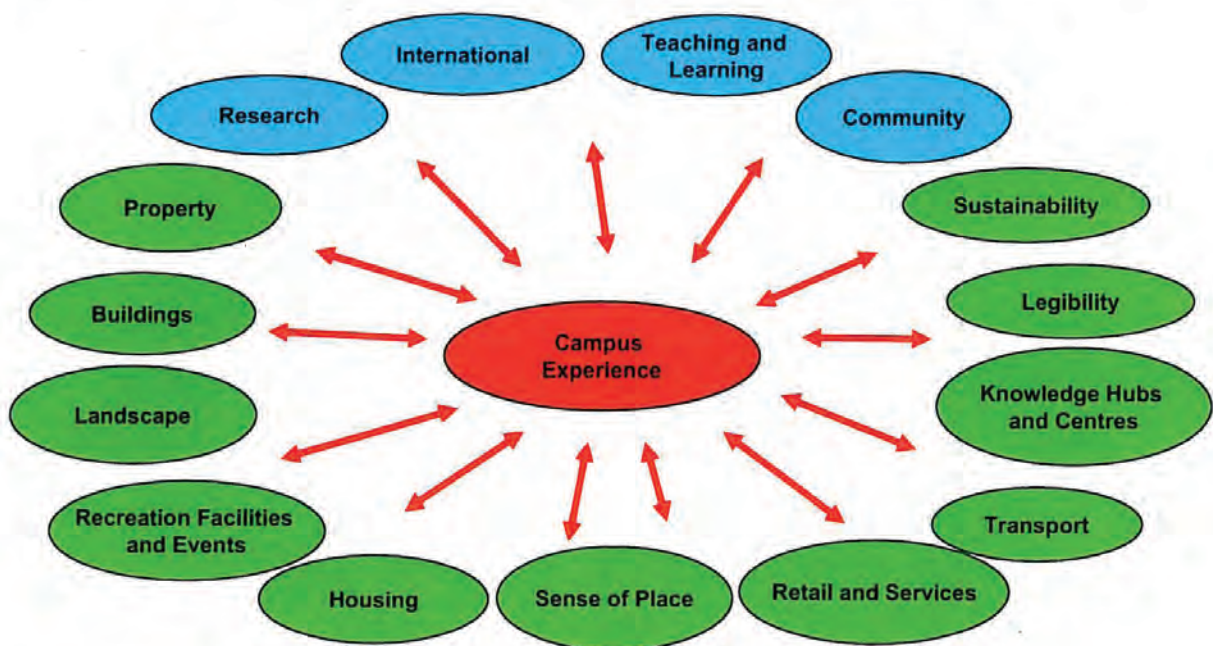 International
Teaching and
Learning
Research
Community
Property
Sustainability
Buildings
Legibility
Campus
Experience
Landscape
Knowledge Hubs
and Centres
Recreation Facilities
and Events
Transport
Housing
Sense of Place
Retail and Services